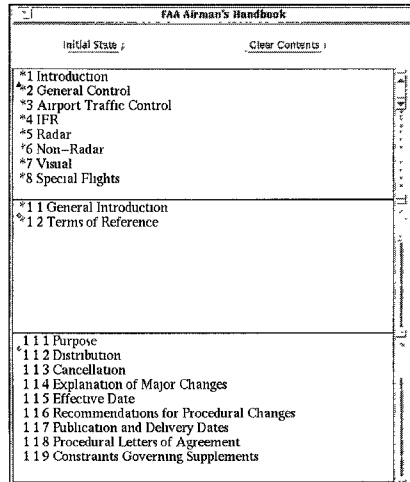 FAA Airman's Handbook
Initial State
Clear Contents
*1 Introduction
*2 General Control
*3 Airport Traffic Control
*4 IFR
*5 Radar
*6 Non-Radar
*7 Visual
*8 Special Flights
*1 1 General Introduction
*1 2 Terms of Reference
1 1 1 Purpose
1 1 2 Distribution
1 1 3 Cancellation
1 1 4 Explanation of Major Changes
1 1 5 Effective Date
1 1 6 Recommendations for Procedural Changes
1 1 7 Publication and Delivery Dates
1 1 8 Procedural Letters of Agreement
1 1 9 Constraints Governing Supplements